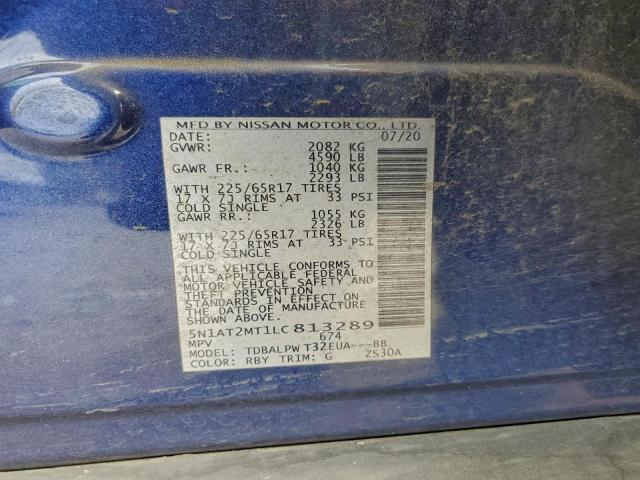 MFD BY NISSAN MOTOR CO., LTD.
DATE: 07/20
GVWR: 2082 KG
4590 LB
GAWR FR.: 1040 KG
2293 LB
WITH 225/65R17 TIRES
17 X 7J RIMS AT 33 PSI
COLD SINGLE
GAWR RR.: 1055 KG
2326 LB
WITH 225/65R17 TIRES
17 X 7J RIMS AT 33 PSI
COLD SINGLE
THIS VEHICLE CONFORMS TO
ALL APPLICABLE FEDERAL
MOTOR VEHICLE SAFETY AND
THEFT PREVENTION
STANDARDS IN EFFECT ON
DATE OF MANUFACTURE
5N1AT2MT1LC813289
MPV 674
MODEL: TDBALPW T32EUA---BB
COLOR: RBY TRIM: G ZS30A